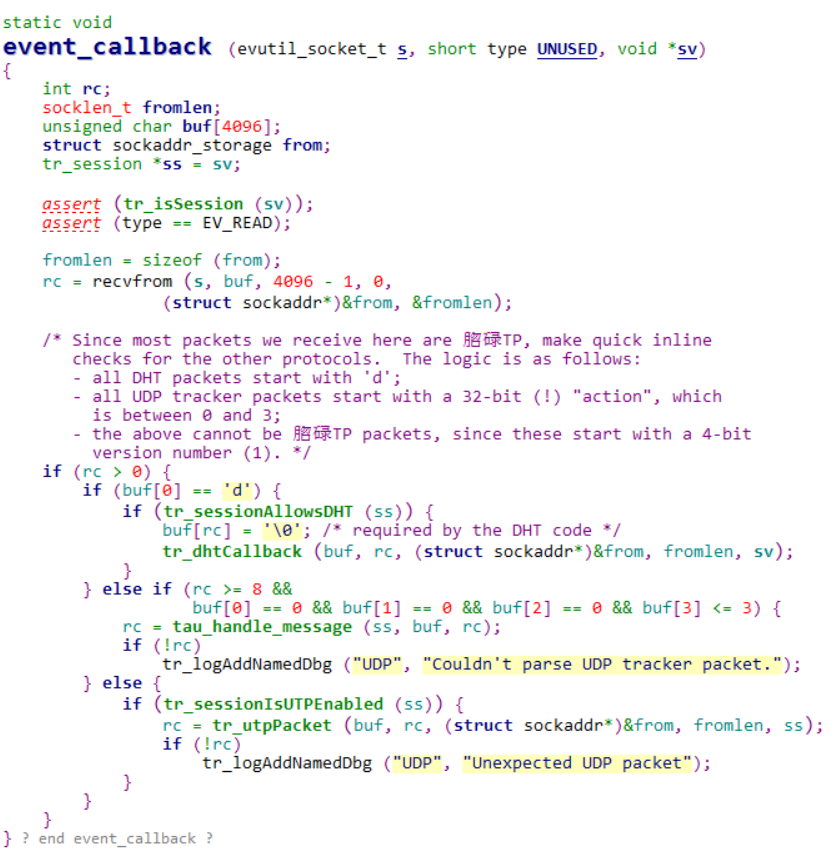 static void
event_callback (evutil_socket_t s, short type UNUSED, void *sv)
{
    int rc;
    socklen_t fromlen;
    unsigned char buf[4096];
    struct sockaddr_storage from;
    tr_session *ss = sv;

    assert (tr_isSession (sv));
    assert (type == EV_READ);

    fromlen = sizeof (from);
    rc = recvfrom (s, buf, 4096 - 1, 0,
                (struct sockaddr*)&from, &fromlen);

    /* Since most packets we receive here are 脗碌TP, make quick inline
       checks for the other protocols.  The logic is as follows:
       - all DHT packets start with 'd';
       - all UDP tracker packets start with a 32-bit (!) "action", which
         is between 0 and 3;
       - the above cannot be 脗碌TP packets, since these start with a 4-bit
         version number (1). */
    if (rc > 0) {
        if (buf[0] == 'd') {
            if (tr_sessionAllowsDHT (ss)) {
                buf[rc] = '\0'; /* required by the DHT code */
                tr_dhtCallback (buf, rc, (struct sockaddr*)&from, fromlen, sv);
            }
        } else if (rc >= 8 &&
                   buf[0] == 0 && buf[1] == 0 && buf[2] == 0 && buf[3] <= 3) {
            rc = tau_handle_message (ss, buf, rc);
            if (!rc)
                tr_logAddNamedDbg ("UDP", "Couldn't parse UDP tracker packet.");
        } else {
            if (tr_sessionIsUTPEnabled (ss)) {
                rc = tr_utpPacket (buf, rc, (struct sockaddr*)&from, fromlen, ss);
                if (!rc)
                    tr_logAddNamedDbg ("UDP", "Unexpected UDP packet");
            }
        }
    }
} ? end event_callback ?